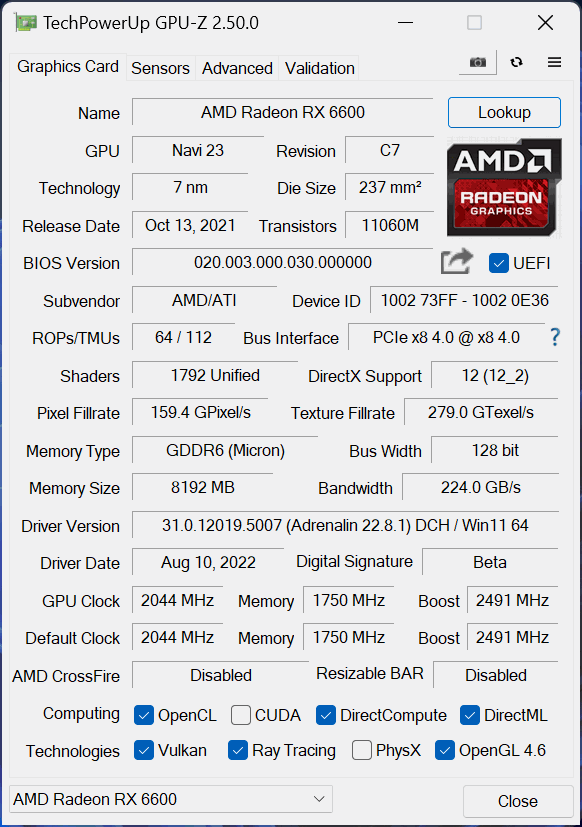 TechPowerUp GPU-Z 2.50.0
Graphics Card Sensors Advanced Validation
Name AMD Radeon RX 6600 Lookup
GPU Navi 23 Revision C7
AMD
RADEON
GRAPHICS
Technology 7 nm Die Size 237 mm²
Release Date Oct 13, 2021 Transistors 11060M
BIOS Version 020.003.000.030.000000 UEFI
Subvendor AMD/ATI Device ID 1002 73FF - 1002 0E36
ROPs/TMUs 64 / 112 Bus Interface PCIe x8 4.0 @ x8 4.0 ?
Shaders 1792 Unified DirectX Support 12 (12_2)
Pixel Fillrate 159.4 GPixel/s Texture Fillrate 279.0 GTexel/s
Memory Type GDDR6 (Micron) Bus Width 128 bit
Memory Size 8192 MB Bandwidth 224.0 GB/s
Driver Version 31.0.12019.5007 (Adrenalin 22.8.1) DCH / Win11 64
Driver Date Aug 10, 2022 Digital Signature Beta
GPU Clock 2044 MHz Memory 1750 MHz Boost 2491 MHz
Default Clock 2044 MHz Memory 1750 MHz Boost 2491 MHz
AMD CrossFire Disabled Resizable BAR Disabled
Computing OpenCL CUDA DirectCompute DirectML
Technologies Vulkan Ray Tracing PhysX OpenGL 4.6
AMD Radeon RX 6600 Close